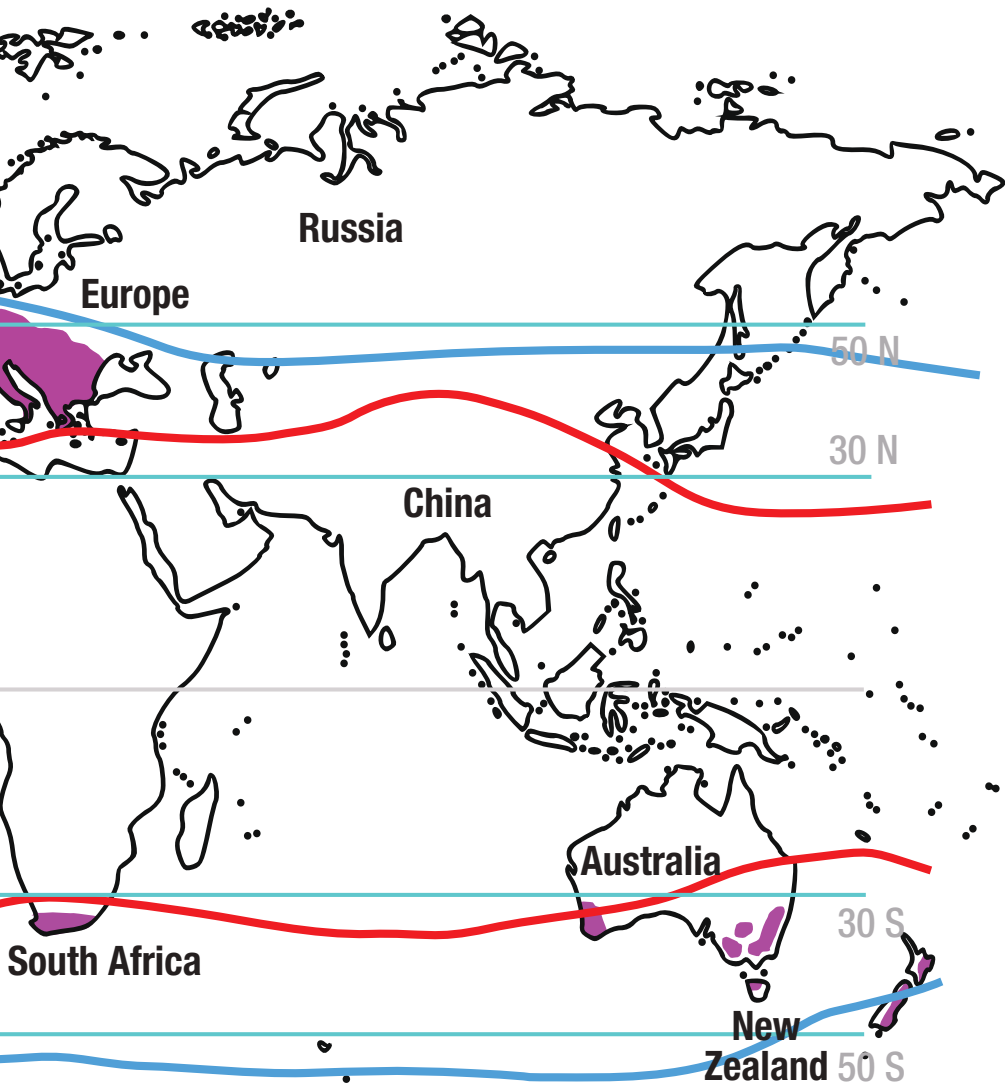 Russia
Europe
50 N
30 N
China
Australia
30 S
South Africa
New
Zealand
50 S